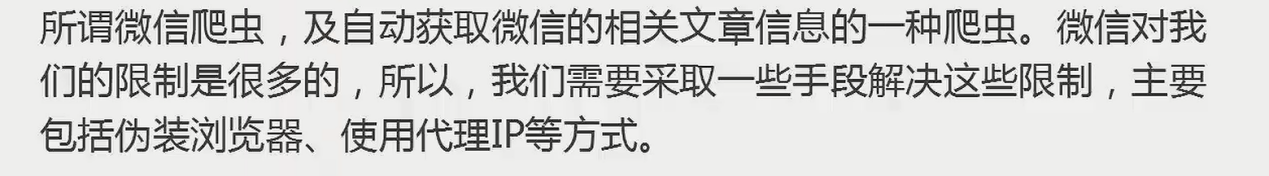 所谓微信爬虫，及自动获取微信的相关文章信息的一种爬虫。微信对我
们的限制是很多的，所以，我们需要采取一些手段解决这些限制，主要
包括伪装浏览器、使用代理IP等方式。